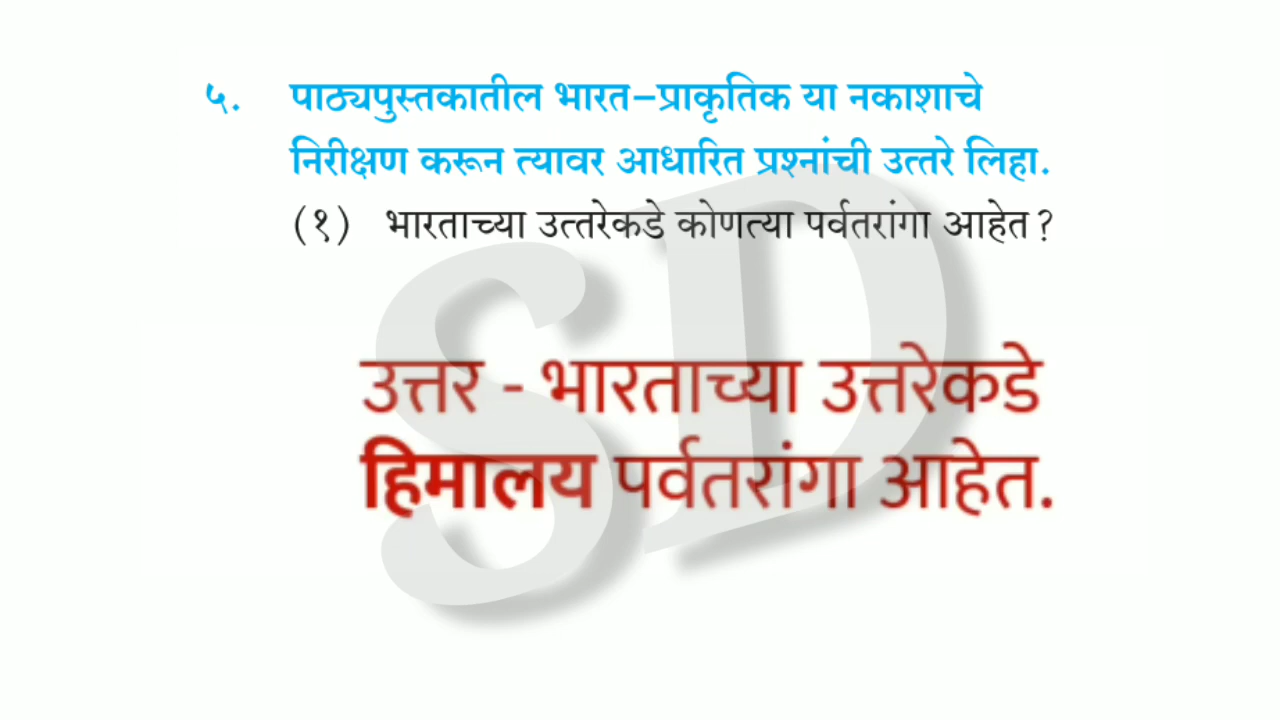 ५. पाठ्यपुस्तकातील भारत–प्राकृतिक या नकाशाचे
निरीक्षण करून त्यावर आधारित प्रश्नांची उत्तरे लिहा.
(१) भारताच्या उत्तरेकडे कोणत्या पर्वतरांगा आहेत?
SD
उत्तर - भारताच्या उत्तरेकडे
हिमालय पर्वतरांगा आहेत.